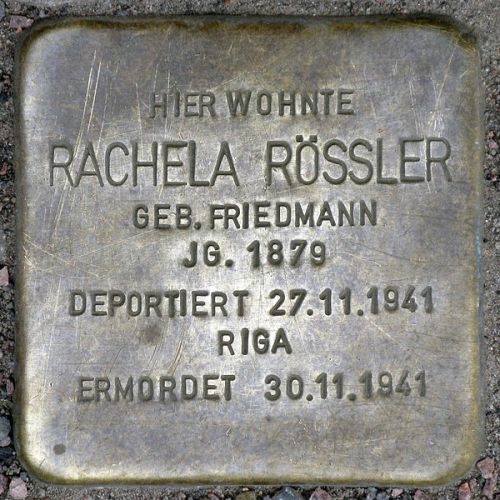 HIER WOHNTE
RACHELA RÖSSLER
GEB. FRIEDMANN
JG. 1879
DEPORTIERT 27.11.1941
RIGA
ERMORDET 30.11.1941